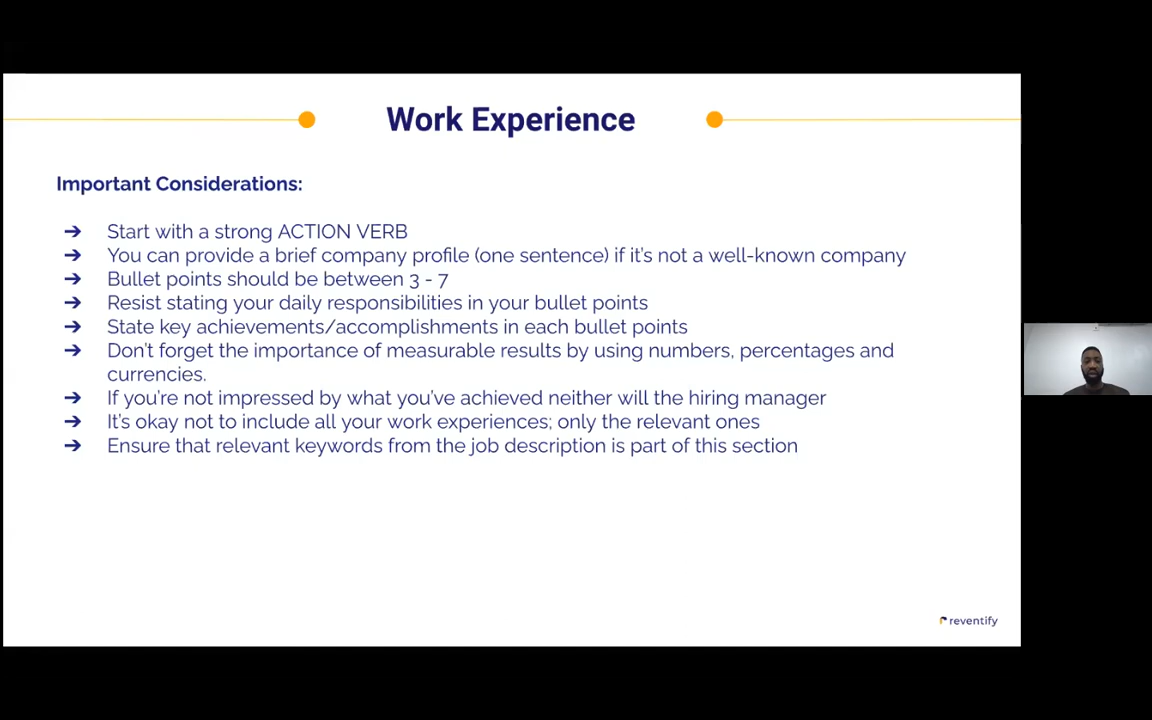 Work Experience
Important Considerations:
➔ Start with a strong ACTION VERB
➔ You can provide a brief company profile (one sentence) if it's not a well-known company
➔ Bullet points should be between 3 - 7
➔ Resist stating your daily responsibilities in your bullet points
➔ State key achievements/accomplishments in each bullet points
➔ Don't forget the importance of measurable results by using numbers, percentages and
currencies.
➔ If you're not impressed by what you've achieved neither will the hiring manager
➔ It's okay not to include all your work experiences; only the relevant ones
➔ Ensure that relevant keywords from the job description is part of this section
reventify